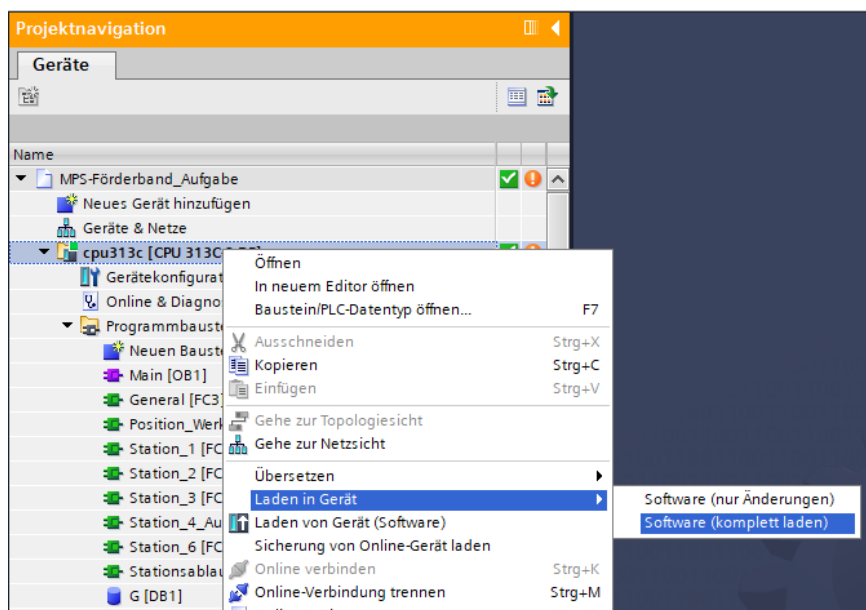 Projektnavigation
Geräte
Name
MPS-Förderband_Aufgabe
Neues Gerät hinzufügen
Geräte & Netze
cpu313c [CPU 313C
Gerätekonfigurat
Online & Diagno
Programmbauste
Neuen Bauste
Main [OB1]
General [FC3]
Position_Werk
Station_1 [FC
Station_2 [FC
Station_3 [FC
Station_4_Au
Station_6 [FC
Stationsablau
G [DB1]
Öffnen
In neuem Editor öffnen
Baustein/PLC-Datentyp öffnen... F7
Ausschneiden Strg+X
Kopieren Strg+C
Einfügen Strg+V
Gehe zur Topologiesicht
Gehe zur Netzsicht
Übersetzen
Laden in Gerät
Laden von Gerät (Software)
Sicherung von Online-Gerät laden
Online verbinden Strg+K
Online-Verbindung trennen Strg+M
Software (nur Änderungen)
Software (komplett laden)